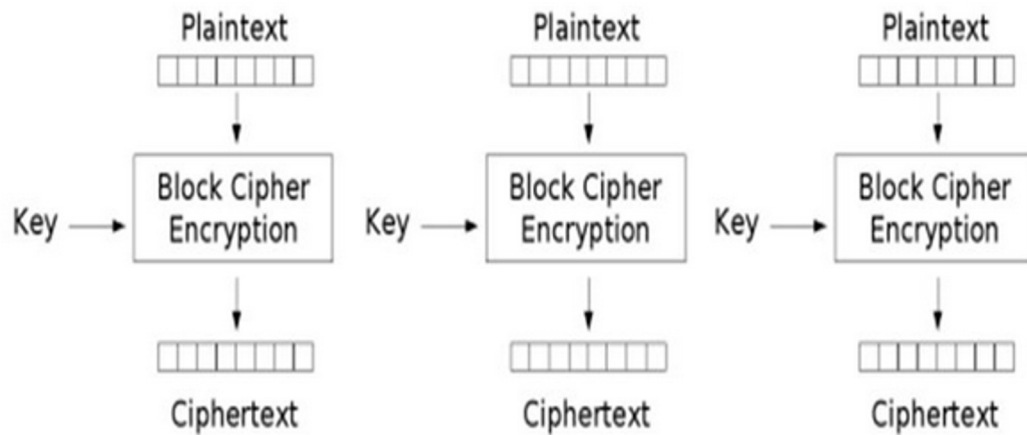 Plaintext
Plaintext
Plaintext
Block Cipher
Encryption
Block Cipher
Encryption
Block Cipher
Encryption
Key
Key
Key
Ciphertext
Ciphertext
Ciphertext